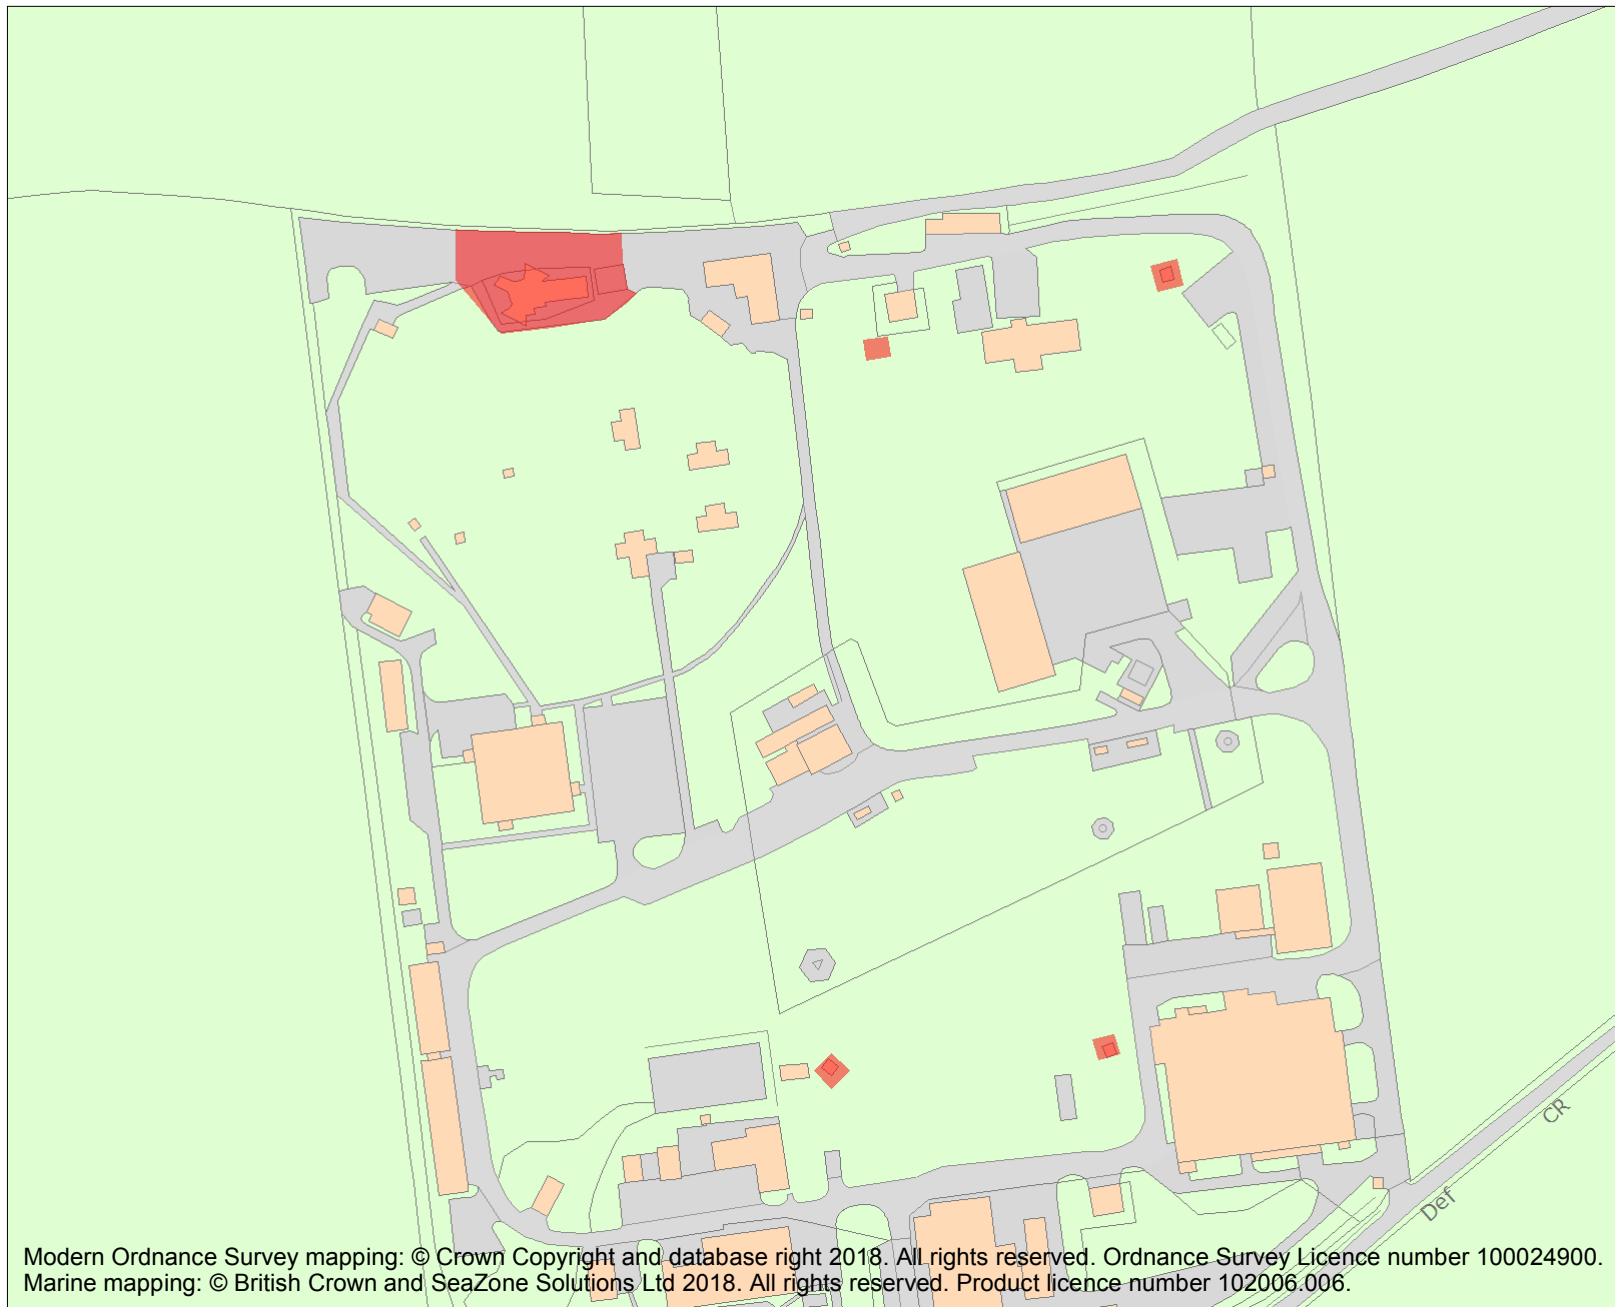 CR
Def
Modern Ordnance Survey mapping: © Crown Copyright and database right 2018. All rights reserved. Ordnance Survey Licence number 100024900.
Marine mapping: © British Crown and SeaZone Solutions Ltd 2018. All rights reserved. Product licence number 102006.006.